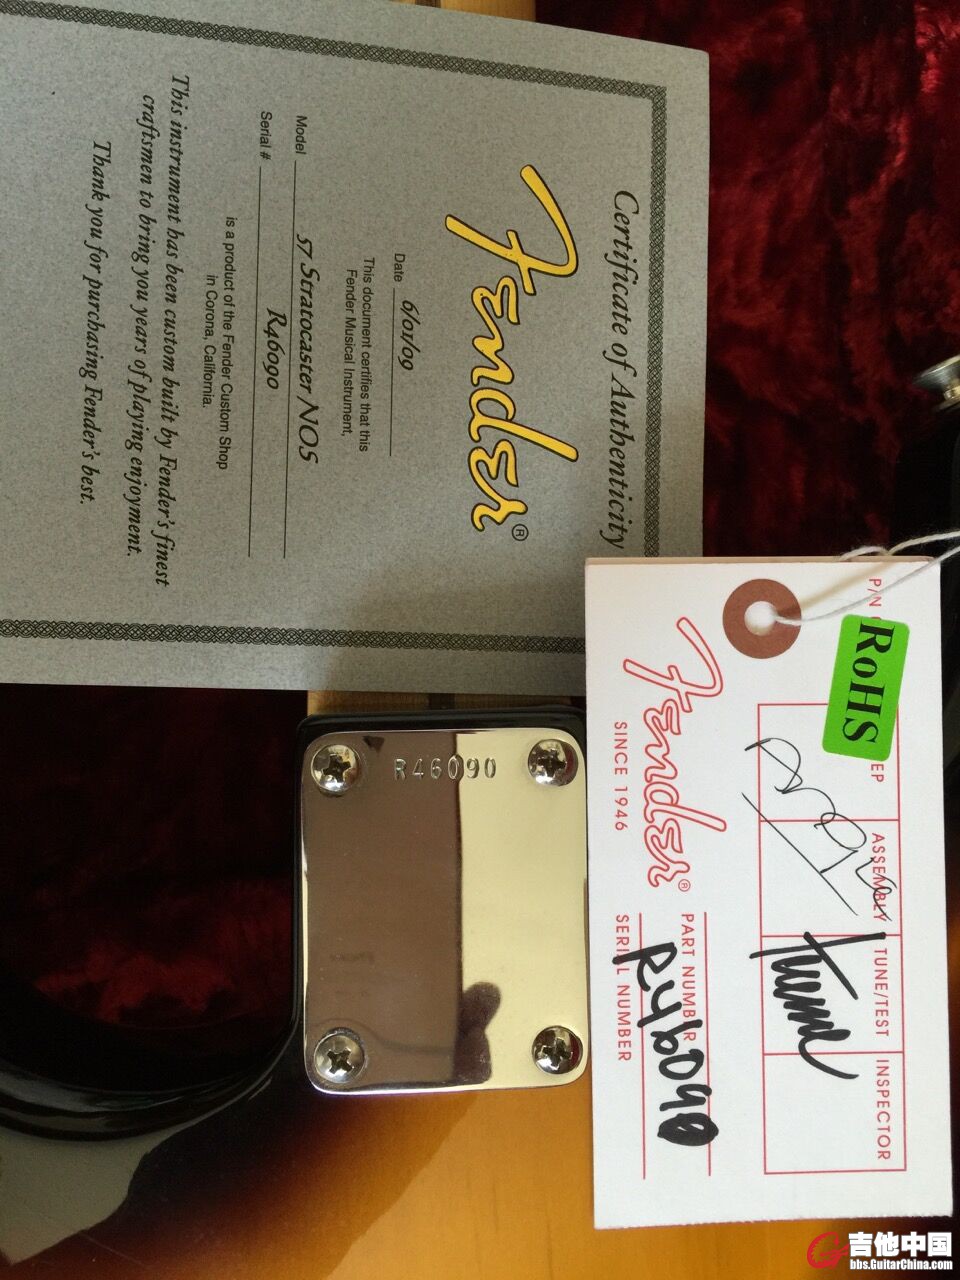 Certificate of Authenticity
Fender®
Date 6/01/09
This document certifies that this
Fender Musical Instrument,
Model 57 Stratocaster NOS
Serial # R46090
is a product of the Fender Custom Shop
in Corona, California.
This instrument has been custom built by Fender's finest
craftsmen to bring you years of playing enjoyment.
Thank you for purchasing Fender's best.
R46090
P/N
RoHS
EP
ASSEMBLY
TUNE/TEST
INSPECTOR
Fender®
SINCE 1946
PART NUMBER
R46090
SERIAL NUMBER
吉他中国
bbs.GuitarChina.com